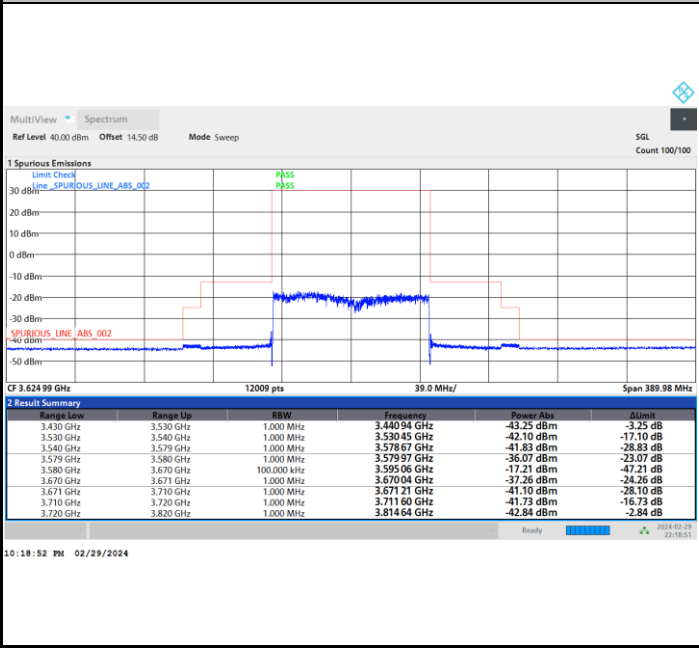 MultiView Spectrum
Ref Level 40.00 dBm Offset 14.50 dB Mode Sweep SGL
Count 100/100
1 Spurious Emissions
Limit Check PASS
Line _SPURIOUS_LINE_ABS_002 PASS
30 dBm
20 dBm
10 dBm
0 dBm
-10 dBm
-20 dBm
-30 dBm
_SPURIOUS_LINE_ABS_002
-40 dBm
-50 dBm
CF 3.624 99 GHz 12009 pts 39.0 MHz/ Span 389.98 MHz
2 Result Summary
Range Low Range Up RBW Frequency Power Abs ΔLimit
3.430 GHz 3.530 GHz 1.000 MHz 3.440 94 GHz -43.25 dBm -3.25 dB
3.530 GHz 3.540 GHz 1.000 MHz 3.530 45 GHz -42.10 dBm -17.10 dB
3.540 GHz 3.579 GHz 1.000 MHz 3.578 67 GHz -41.83 dBm -28.83 dB
3.579 GHz 3.580 GHz 1.000 MHz 3.579 97 GHz -36.07 dBm -23.07 dB
3.580 GHz 3.670 GHz 100.000 kHz 3.595 06 GHz -17.21 dBm -47.21 dB
3.670 GHz 3.671 GHz 1.000 MHz 3.670 04 GHz -37.26 dBm -24.26 dB
3.671 GHz 3.710 GHz 1.000 MHz 3.671 21 GHz -41.10 dBm -28.10 dB
3.710 GHz 3.720 GHz 1.000 MHz 3.711 60 GHz -41.73 dBm -16.73 dB
3.720 GHz 3.820 GHz 1.000 MHz 3.814 64 GHz -42.84 dBm -2.84 dB
Ready 2024-02-29
22:18:51
10:18:52 PM 02/29/2024